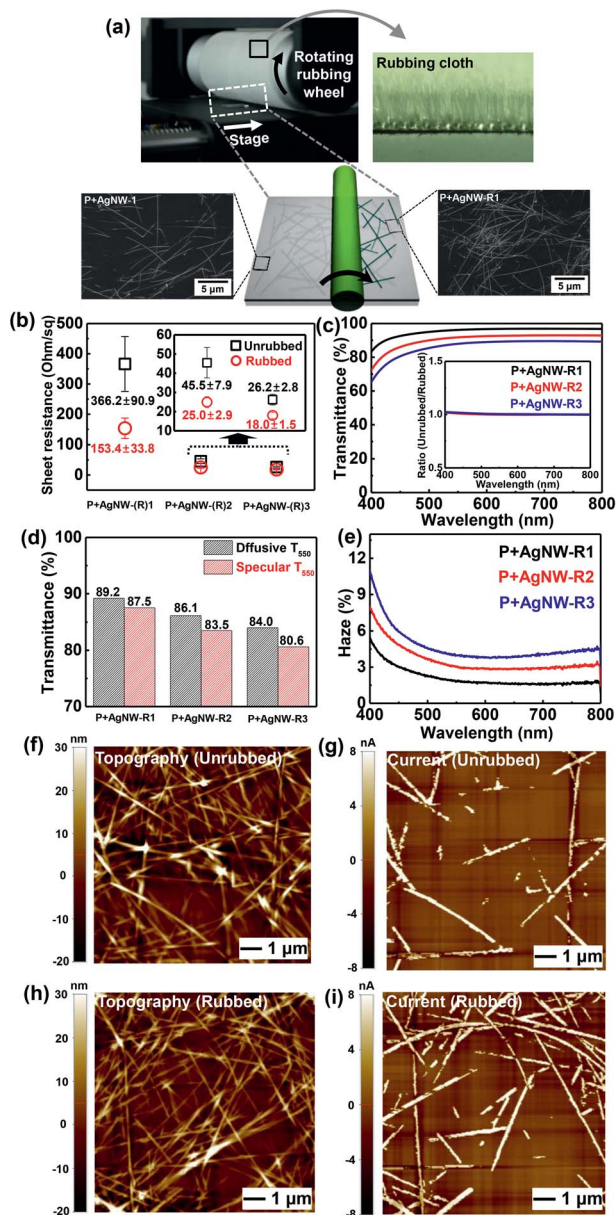 (a)
Rotating
rubbing
wheel
Stage
Rubbing cloth
P+AgNW-1
5 μm
P+AgNW-R1
5 μm
(b)
Sheet resistance (Ohm/sq)
500
400
300
200
100
0
366.2±90.9
153.4±33.8
60
50
40
30
20
10
45.5±7.9
25.0±2.9
26.2±2.8
18.0±1.5
Unrubbed
Rubbed
P+AgNW-(R)1 P+AgNW-(R)2 P+AgNW-(R)3
(c)
Transmittance (%)
100
80
60
40
20
0
Ratio (Unrubbed/Rubbed)
1.5
1.0
0.5
P+AgNW-R1
P+AgNW-R2
P+AgNW-R3
400 500 600 700 800
Wavelength (nm)
400 500 600 700 800
Wavelength (nm)
(d)
Transmittance (%)
100
90
80
70
Dffusive T550
Specular T550
89.2 87.5 86.1 83.5 84.0 80.6
P+AgNW-R1 P+AgNW-R2 P+AgNW-R3
(e)
Haze (%)
12
9
6
3
0
P+AgNW-R1
P+AgNW-R2
P+AgNW-R3
400 500 600 700 800
Wavelength (nm)
(f)
nm
30
20
10
0
-10
-20
Topography (Unrubbed)
1 μm
(g)
nA
8
4
0
-4
-8
Current (Unrubbed)
1 μm
(h)
nm
30
20
10
0
-10
-20
Topography (Rubbed)
1 μm
(i)
nA
8
4
0
-4
-8
Current (Rubbed)
1 μm